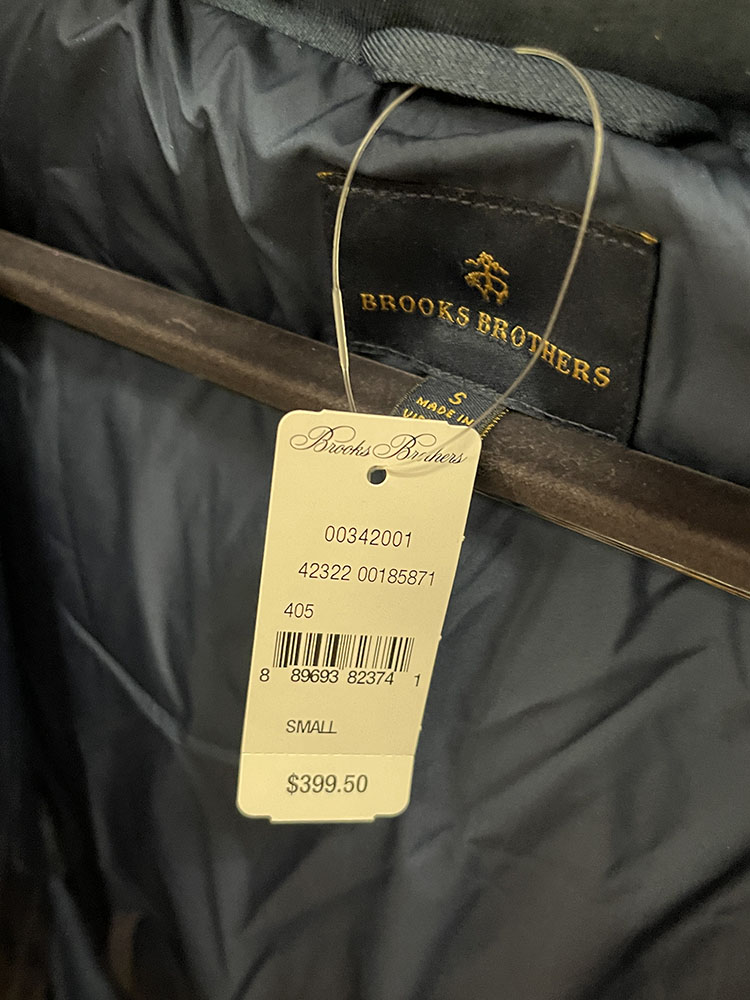 BROOKS BROTHERS
S
MADE IN
Brooks Brothers
00342001
42322 00185871
405
8 89693 82374 1
SMALL
$399.50